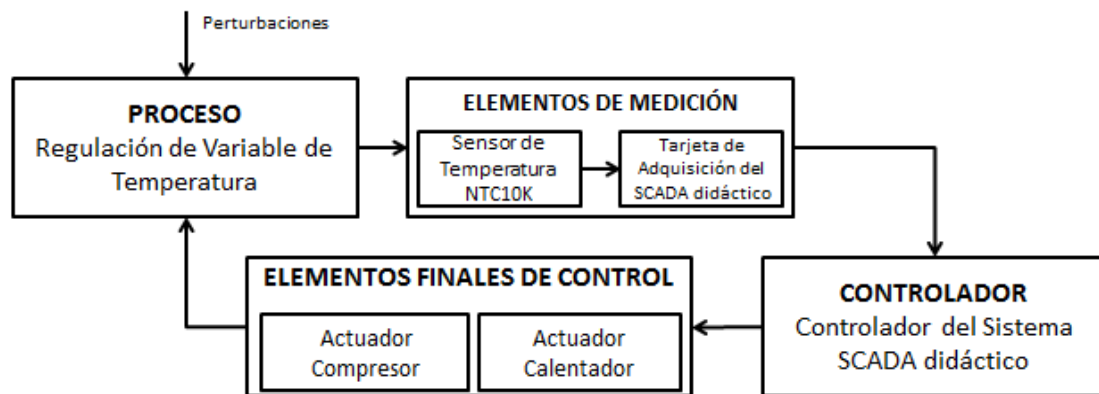 Perturbaciones
PROCESO
Regulación de Variable de
Temperatura
ELEMENTOS DE MEDICIÓN
Sensor de
Temperatura
NTC10K
Tarjeta de
Adquisición del
SCADA didáctico
ELEMENTOS FINALES DE CONTROL
Actuador
Compresor
Actuador
Calentador
CONTROLADOR
Controlador del Sistema
SCADA didáctico